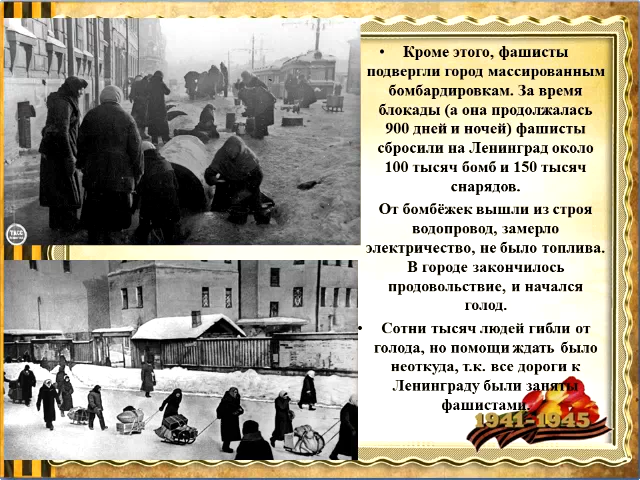 • Кроме этого, фашисты
подвергли город массированным
бомбардировкам. За время
блокады (а она продолжалась
900 дней и ночей) фашисты
сбросили на Ленинград около
100 тысяч бомб и 150 тысяч
снарядов.
От бомбёжек вышли из строя
водопровод, замерло
электричество, не было топлива.
В городе закончилось
продовольствие, и начался
голод.
• Сотни тысяч людей гибли от
голода, но помощи ждать было
неоткуда, т.к. все дороги к
Ленинграду были заняты
фашистами.
1941-1945
ТАСС